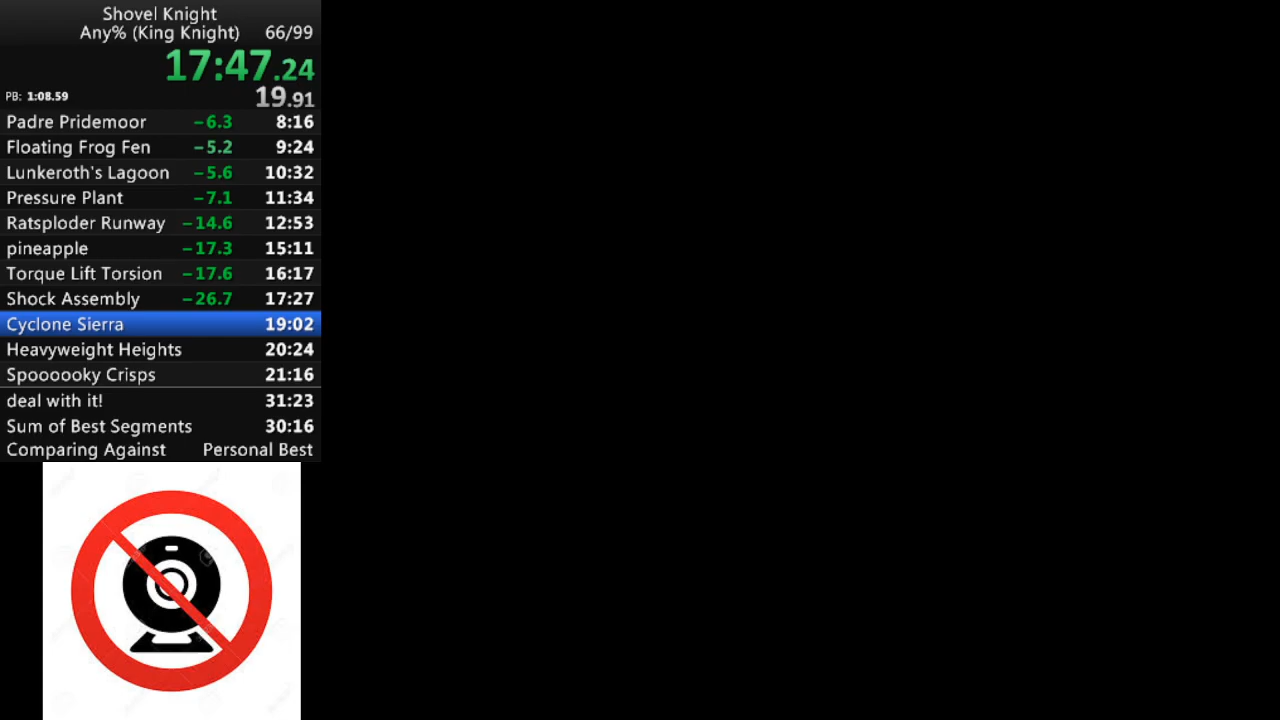 Shovel Knight
Any% (King Knight) 66/99
17:47.24
PB: 1:08.59 19.91
Padre Pridemoor −6.3 8:16
Floating Frog Fen −5.2 9:24
Lunkeroth's Lagoon −5.6 10:32
Pressure Plant −7.1 11:34
Ratsploder Runway −14.6 12:53
pineapple −17.3 15:11
Torque Lift Torsion −17.6 16:17
Shock Assembly −26.7 17:27
Cyclone Sierra 19:02
Heavyweight Heights 20:24
Spoooooky Crisps 21:16
deal with it! 31:23
Sum of Best Segments 30:16
Comparing Against Personal Best